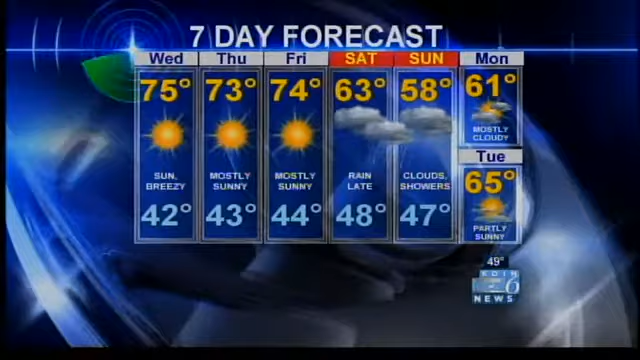 7 DAY FORECAST
Wed Thu Fri SAT SUN Mon
75° 73° 74° 63° 58° 61°
MOSTLY
CLOUDY
SUN, MOSTLY MOSTLY RAIN CLOUDS,
BREEZY SUNNY SUNNY LATE SHOWERS
42° 43° 44° 48° 47°
Tue
65°
PARTLY
SUNNY
49°
KOIN
6
NEWS